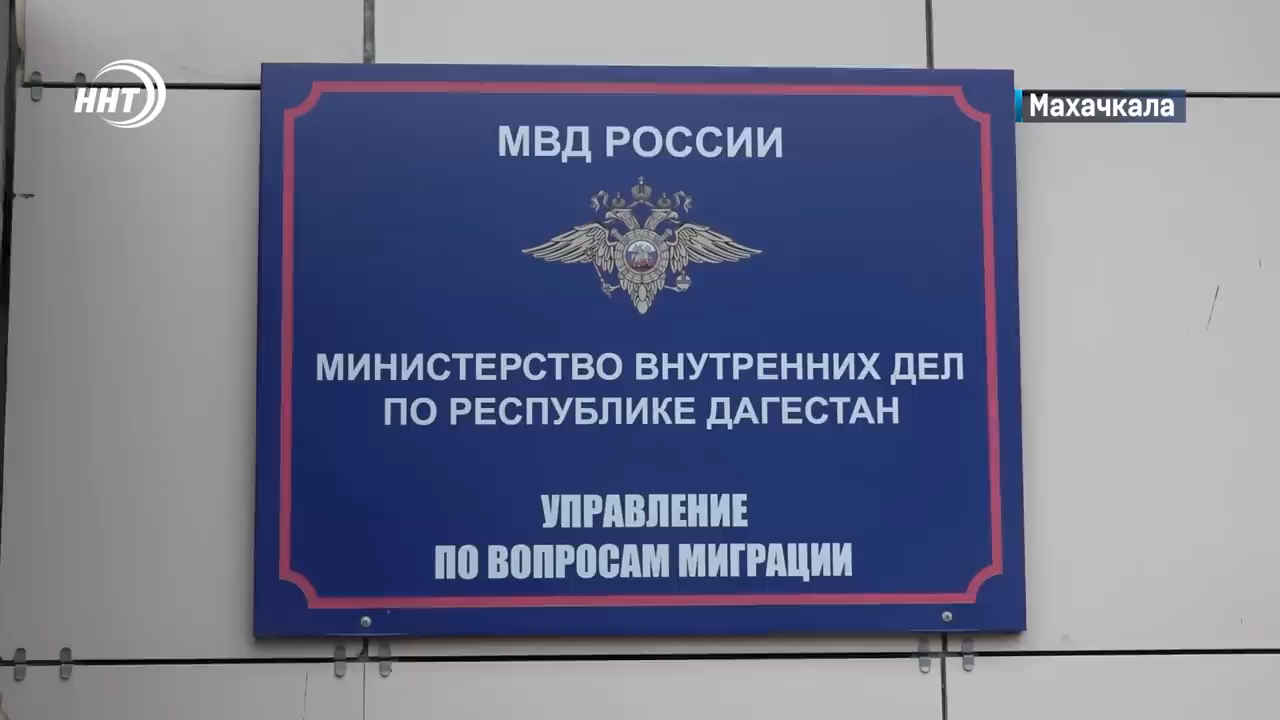 ННТ
Махачкала
МВД РОССИИ
МИНИСТЕРСТВО ВНУТРЕННИХ ДЕЛ
ПО РЕСПУБЛИКЕ ДАГЕСТАН
УПРАВЛЕНИЕ
ПО ВОПРОСАМ МИГРАЦИИ